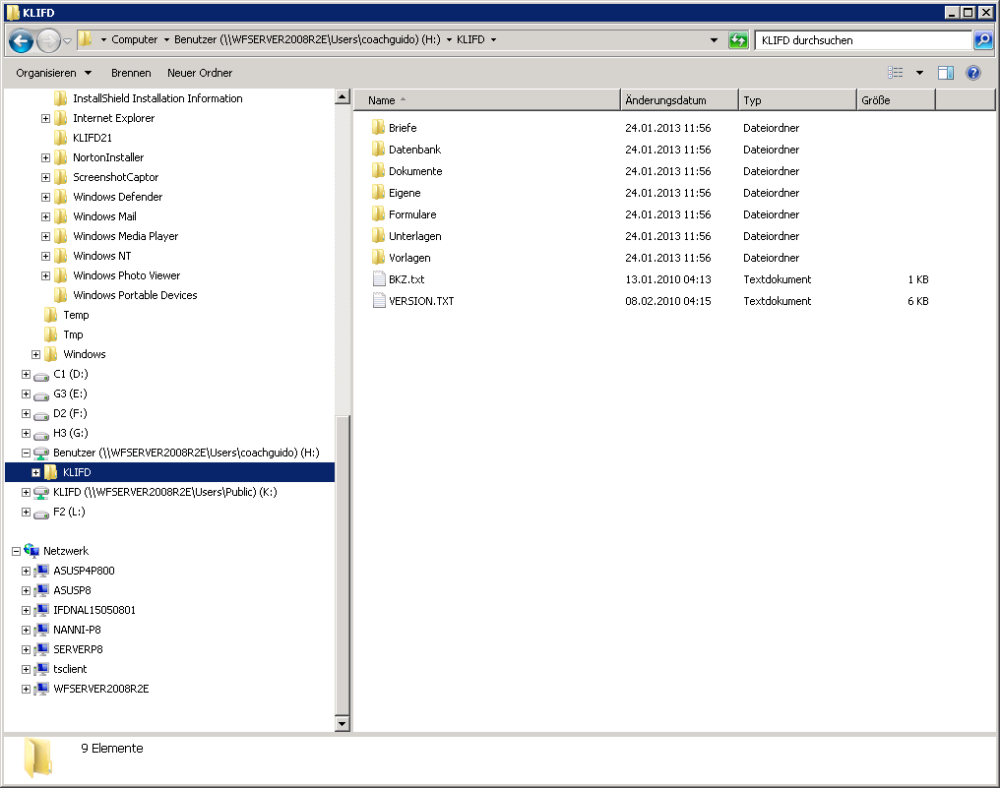 KLIFD
Computer Benutzer (\\WFSERVER2008R2E\Users\coachguido) (H:) KLIFD
KLIFD durchsuchen
Organisieren Brennen Neuer Ordner
InstallShield Installation Information
Internet Explorer
KLIFD21
NortonInstaller
ScreenshotCaptor
Windows Defender
Windows Mail
Windows Media Player
Windows NT
Windows Photo Viewer
Windows Portable Devices
Temp
Tmp
Windows
C1 (D:)
G3 (E:)
D2 (F:)
H3 (G:)
Benutzer (\\WFSERVER2008R2E\Users\coachguido) (H:)
KLIFD
KLIFD (\\WFSERVER2008R2E\Users\Public) (K:)
F2 (L:)
Netzwerk
ASUSP4P800
ASUSP8
IFDNAL15050801
NANNI-P8
SERVERP8
tsclient
WFSERVER2008R2E
Name Änderungsdatum Typ Größe
Briefe 24.01.2013 11:56 Dateiordner
Datenbank 24.01.2013 11:56 Dateiordner
Dokumente 24.01.2013 11:56 Dateiordner
Eigene 24.01.2013 11:56 Dateiordner
Formulare 24.01.2013 11:56 Dateiordner
Unterlagen 24.01.2013 11:56 Dateiordner
Vorlagen 24.01.2013 11:56 Dateiordner
BKZ.txt 13.01.2010 04:13 Textdokument 1 KB
VERSION.TXT 08.02.2010 04:15 Textdokument 6 KB
9 Elemente